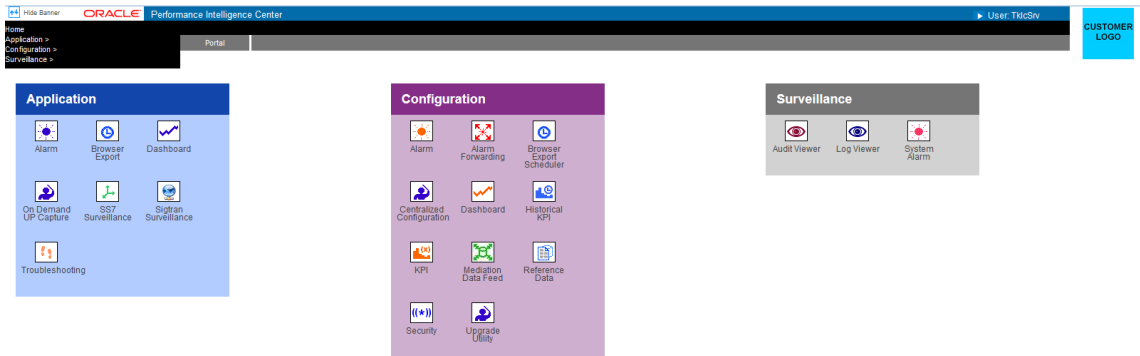 Hide Banner ORACLE Performance Intelligence Center User: TklcSrv
CUSTOMER
LOGO
Home
Application >
Configuration >
Surveillance >
Portal
Application
Alarm
Browser
Export
Dashboard
On Demand
UP Capture
SS7
Surveillance
Sigtran
Surveillance
Troubleshooting
Configuration
Alarm
Alarm
Forwarding
Browser
Export
Scheduler
Centralized
Configuration
Dashboard
Historical
KPI
KPI
Mediation
Data Feed
Reference
Data
Security
Upgrade
Utility
Surveillance
Audit Viewer
Log Viewer
System
Alarm